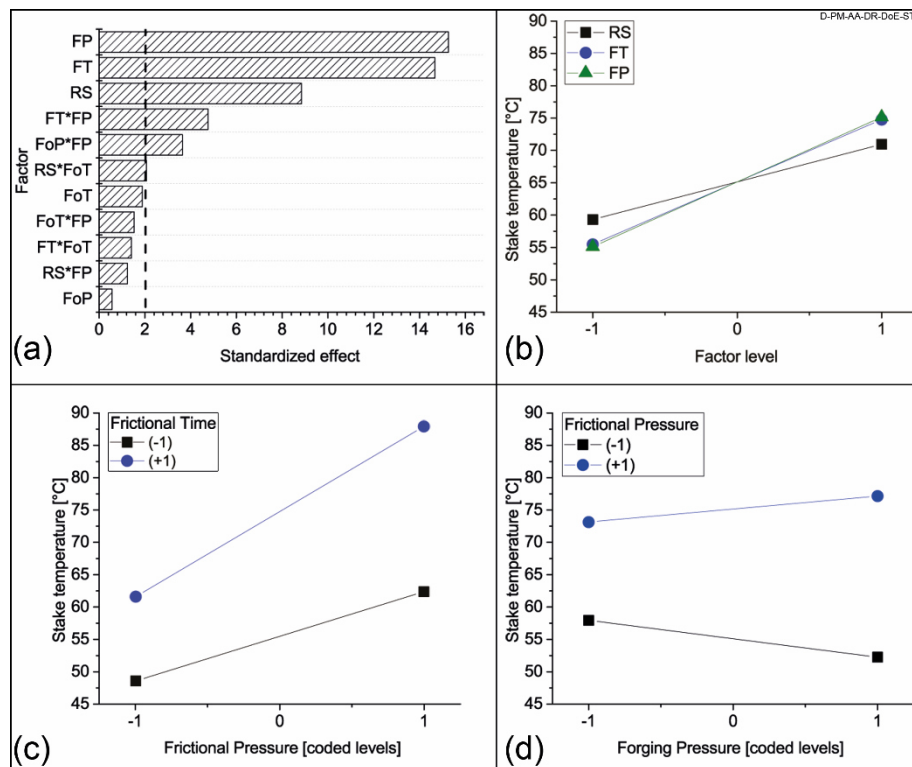 FP
FT
RS
FT*FP
FoP*FP
RS*FoT
FoT
FoT*FP
FT*FoT
RS*FP
FoP
Factor
0 2 4 6 8 10 12 14 16
Standardized effect
(a)
D-PM-AA-DR-DoE-ST
RS
FT
FP
90
85
80
75
70
65
60
55
50
45
Stake temperature [°C]
-1 0 1
Factor level
(b)
Frictional Time
(-1)
(+1)
90
85
80
75
70
65
60
55
50
45
Stake temperature [°C]
-1 0 1
Frictional Pressure [coded levels]
(c)
Frictional Pressure
(-1)
(+1)
90
85
80
75
70
65
60
55
50
45
Stake temperature [°C]
-1 0 1
Forging Pressure [coded levels]
(d)